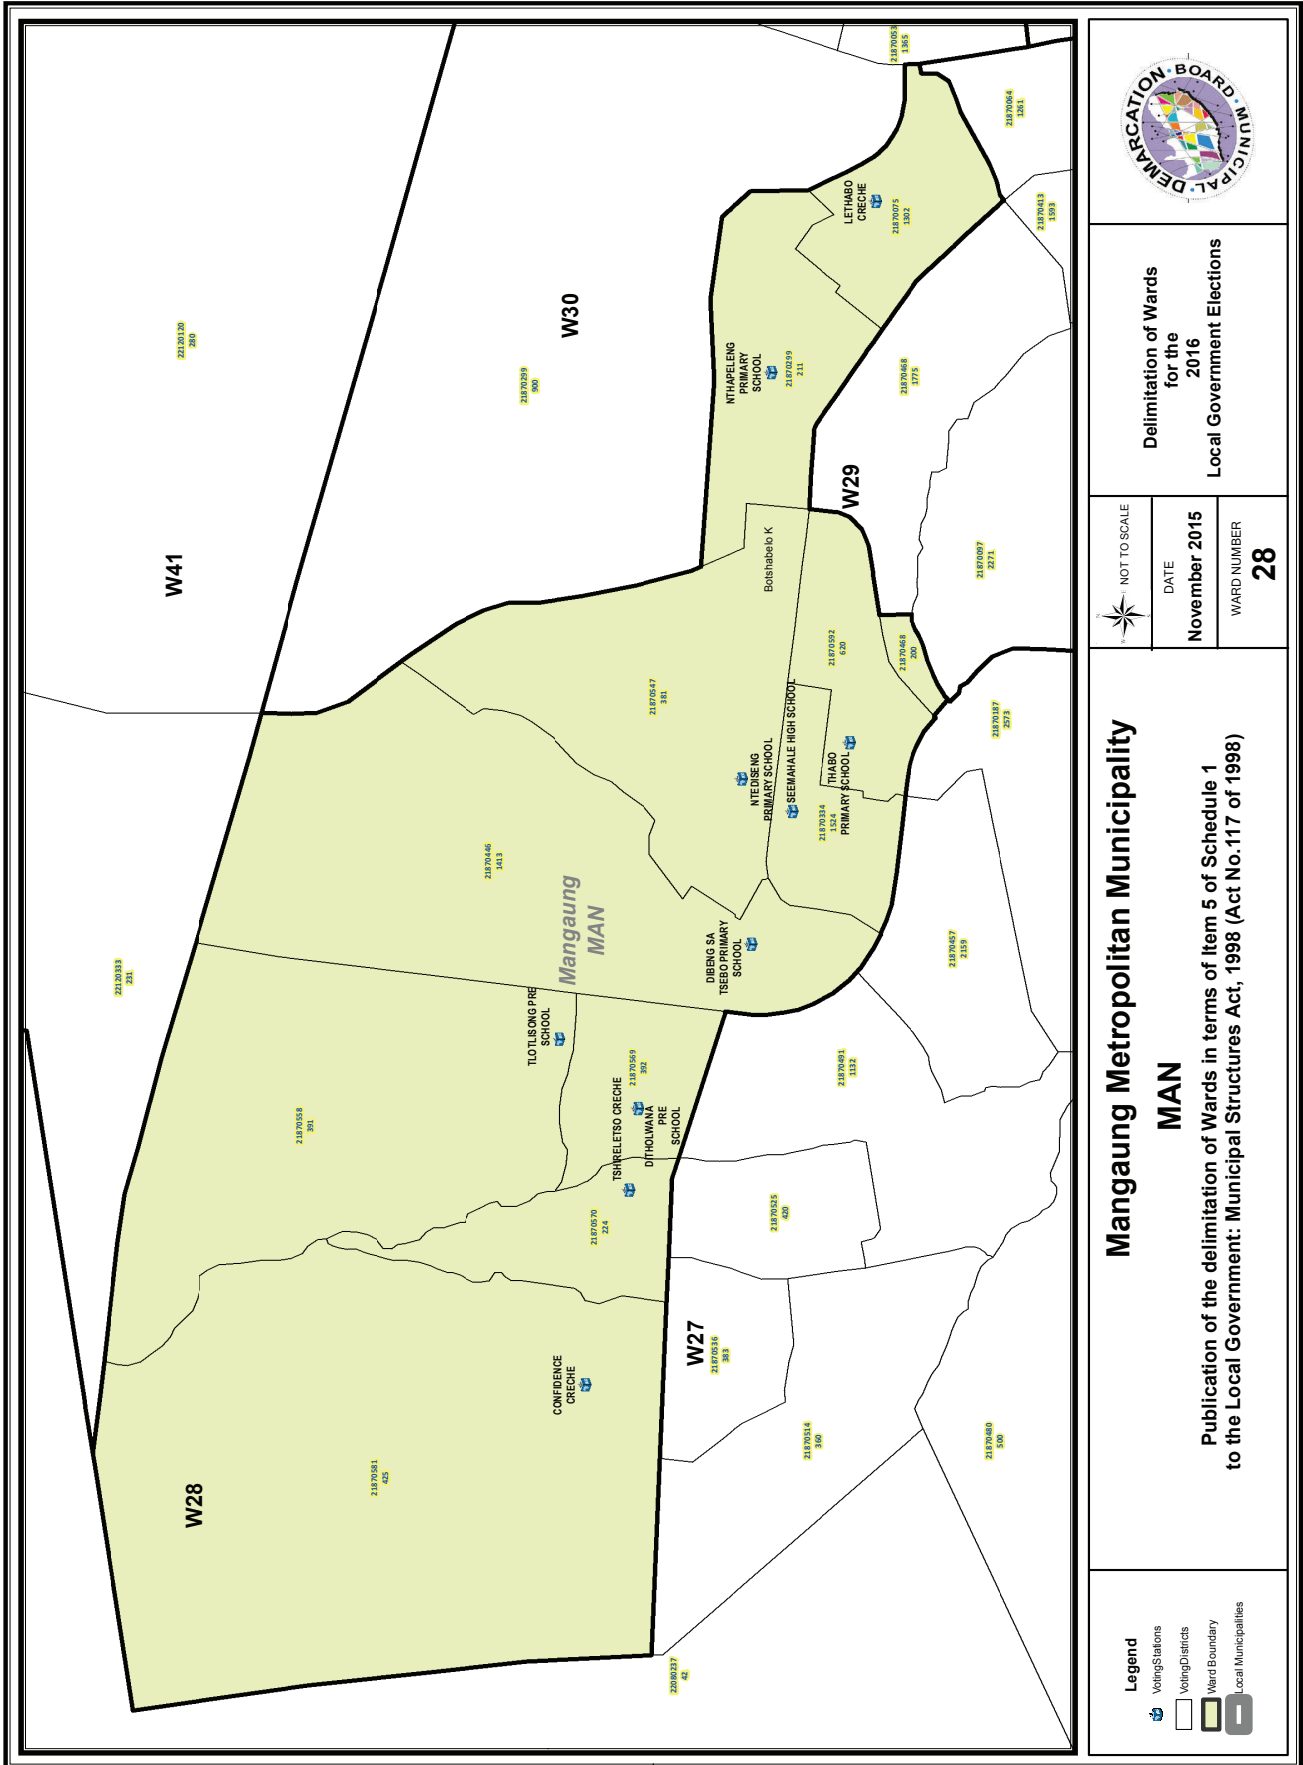 W41
W30
W29
W28
W27
Mangaung
MAN
Botshabelo K
22120120
280
21870299
900
22120333
231
21870053
1365
21870064
1261
21870413
1593
LETHABO
CRECHE
21870075
1302
NTHAPELENG
PRIMARY
SCHOOL
21870299
211
21870468
1775
21870097
2271
21870592
620
21870468
200
21870547
381
21870187
2573
NTEDISENG
PRIMARY SCHOOL
SEEMAHALE HIGH SCHOOL
THABO
PRIMARY SCHOOL
21870334
1524
21870446
1413
DIBENG SA
TSEBO PRIMARY
SCHOOL
21870457
2159
21870491
1132
TLOTLISONG PRE
SCHOOL
21870569
392
DITHOLWANA
PRE
SCHOOL
TSHIRELETSO CRECHE
21870558
391
21870570
224
21870525
420
21870536
383
CONFIDENCE
CRECHE
21870581
425
21870514
360
21870480
500
22080237
42
Legend
VotingStations
VotingDistricts
Ward Boundary
Local Municipalities
Mangaung Metropolitan Municipality
MAN
Publication of the delimitation of Wards in terms of Item 5 of Schedule 1
to the Local Government: Municipal Structures Act, 1998 (Act No.117 of 1998)
N
W
E
S
NOT TO SCALE
DATE
November 2015
WARD NUMBER
28
Delimitation of Wards
for the
2016
Local Government Elections
MUNICIPAL DEMARCATION BOARD